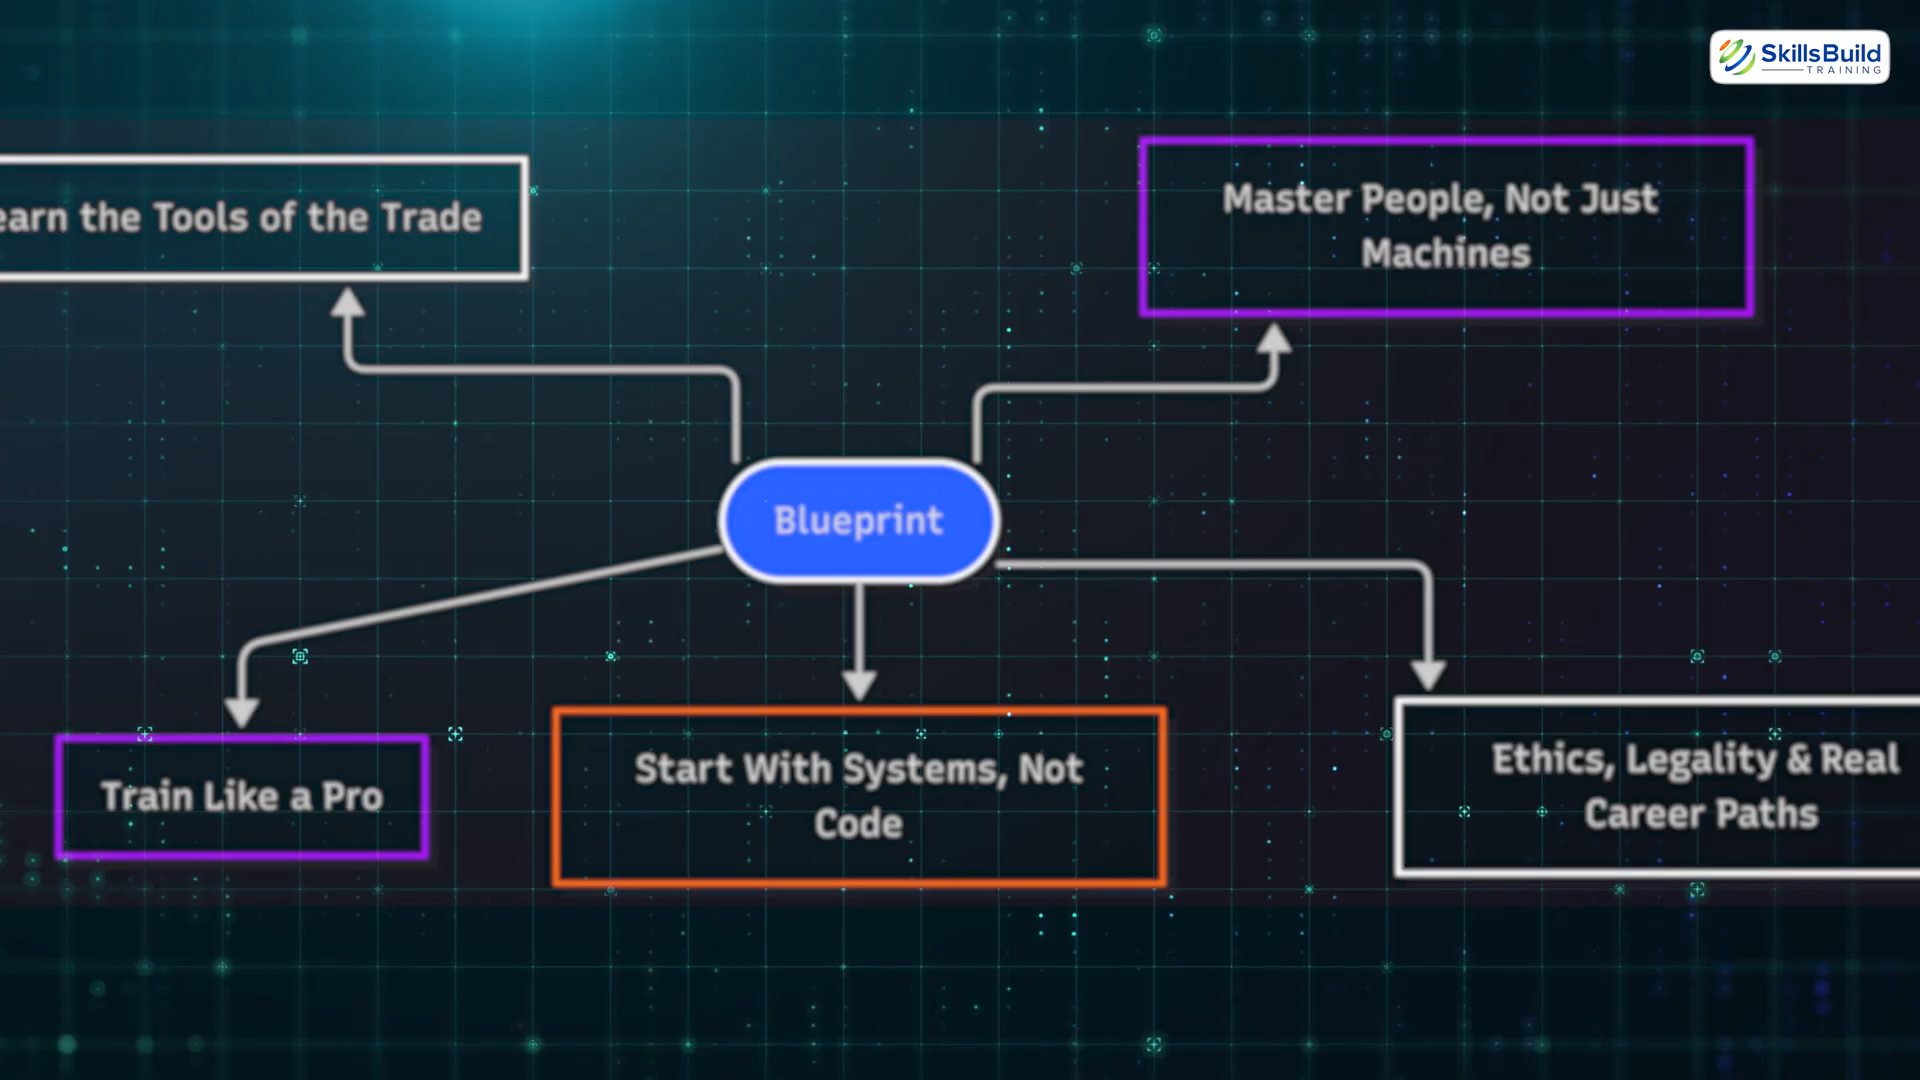 SkillsBuild
TRAINING
earn the Tools of the Trade
Master People, Not Just
Machines
Blueprint
Train Like a Pro
Start With Systems, Not
Code
Ethics, Legality & Real
Career Paths